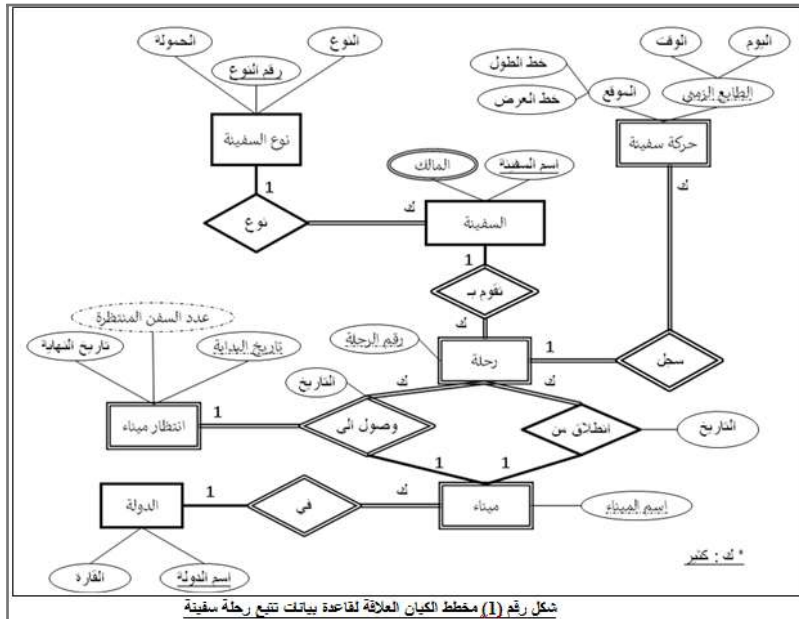 الحمولة
النوع
رقم النوع
نوع السفينة
اليوم
الوقت
خط الطول
خط العرض
الموقع
الطابع الزمني
حركة سفينة
1
نوع
ك
المالك
اسم السفينة
السفينة
ك
1
تقوم بـ
ك
عدد السفن المنتظرة
تاريخ النهاية
تاريخ البداية
رقم الرحلة
رحلة
1
سجل
التاريخ
ك
ك
انتظار ميناء
1
وصول الى
انطلاق من
التاريخ
1
1
الدولة
1
في
ك
ميناء
اسم الميناء
القارة
اسم الدولة
* ك : كثير
شكل رقم (1) مخطط الكيان العلاقة لقاعدة بيانات تتبع رحلة سفينة